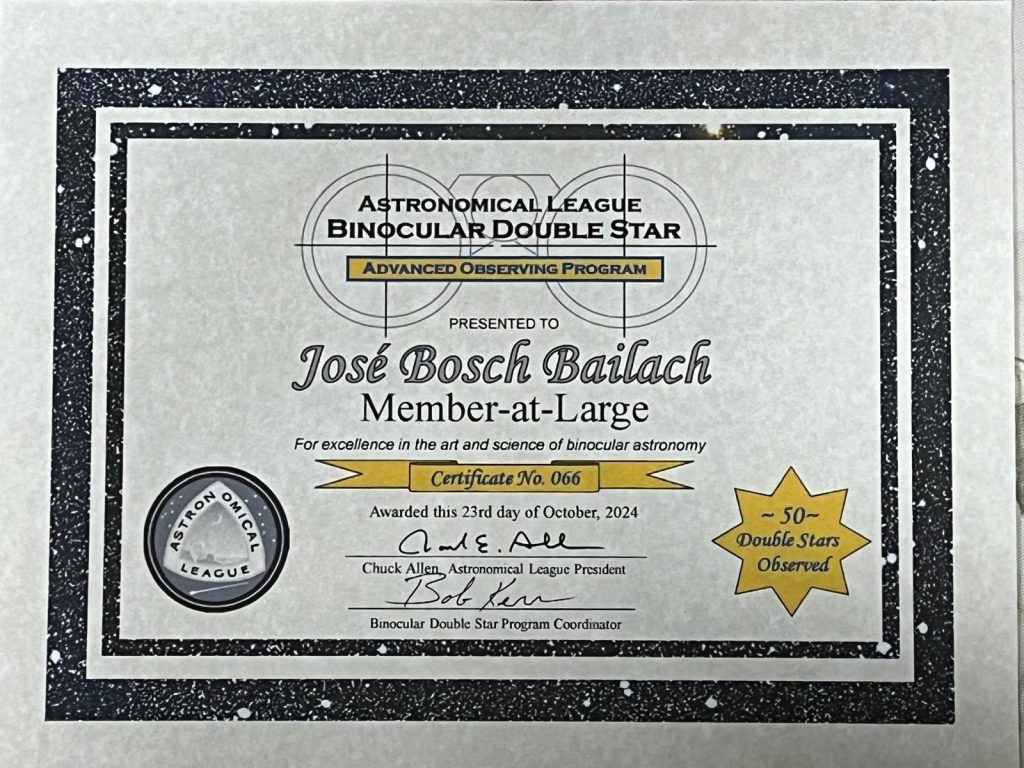 ASTRONOMICAL LEAGUE
BINOCULAR DOUBLE STAR
ADVANCED OBSERVING PROGRAM
PRESENTED TO
José Bosch Bailach
Member-at-Large
For excellence in the art and science of binocular astronomy
Certificate No. 066
Awarded this 23rd day of October, 2024
Chuck Allen, Astronomical League President
Bob Kerr
Binocular Double Star Program Coordinator
ASTRONOMICAL
LEAGUE
~ 50~
Double Stars
Observed